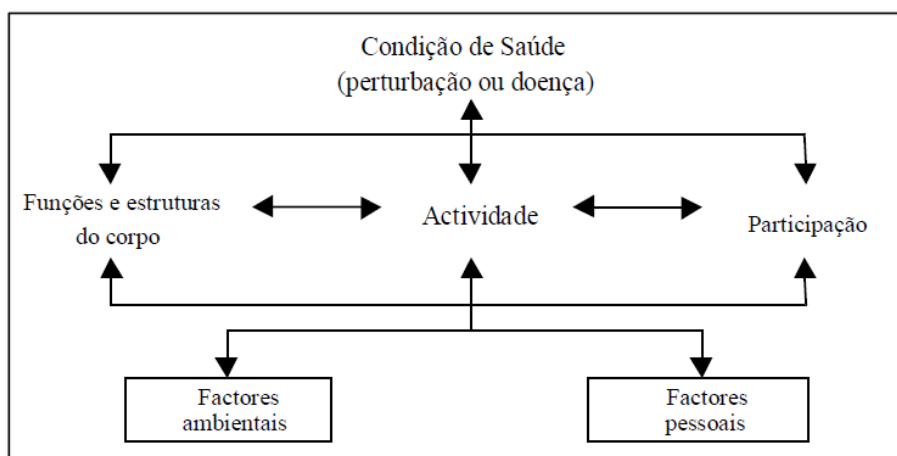 Condição de Saúde
(perturbação ou doença)
Funções e estruturas
do corpo
Actividade
Participação
Factores
ambientais
Factores
pessoais